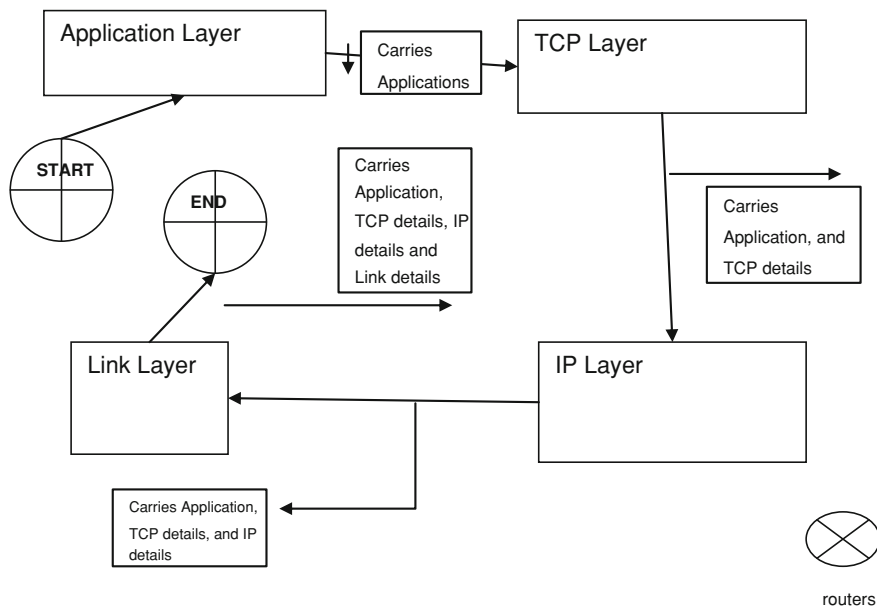 Application Layer
Carries
Applications
TCP Layer
START
END
Carries
Application,
TCP details, IP
details and
Link details
Carries
Application, and
TCP details
Link Layer
IP Layer
Carries Application,
TCP details, and IP
details
routers